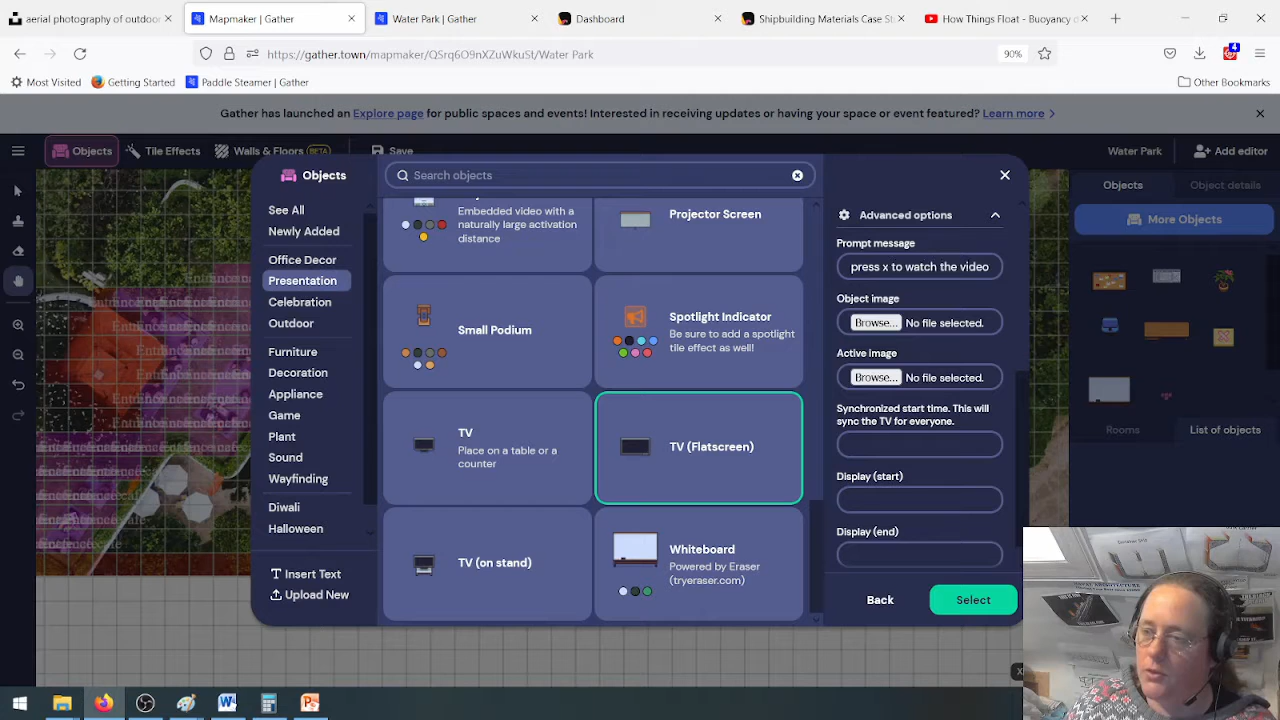 aerial photography of outdoor
Mapmaker | Gather
Water Park | Gather
Dashboard
Shipbuilding Materials Case St
How Things Float - Buoyancy d
https://gather.town/mapmaker/QSrq6O9nXZuWkuSt/Water Park
90%
4
Most Visited
Getting Started
Paddle Steamer | Gather
Other Bookmarks
Gather has launched an Explore page for public spaces and events! Interested in receiving updates or having your space or event featured? Learn more >
Objects
Tile Effects
Walls & Floors
BETA
Save
Water Park
Add editor
Objects
See All
Newly Added
Office Decor
Presentation
Celebration
Outdoor
Furniture
Decoration
Appliance
Game
Plant
Sound
Wayfinding
Diwali
Halloween
Insert Text
Upload New
Search objects
Embedded video with a
naturally large activation
distance
Projector Screen
Small Podium
Spotlight Indicator
Be sure to add a spotlight
tile effect as well!
TV
Place on a table or a
counter
TV (Flatscreen)
TV (on stand)
Whiteboard
Powered by Eraser
(tryeraser.com)
Advanced options
Prompt message
press x to watch the video
Object image
Browse... No file selected.
Active image
Browse... No file selected.
Synchronized start time. This will
sync the TV for everyone.
Display (start)
Display (end)
Back
Select
Objects
Object details
More Objects
Rooms
List of objects